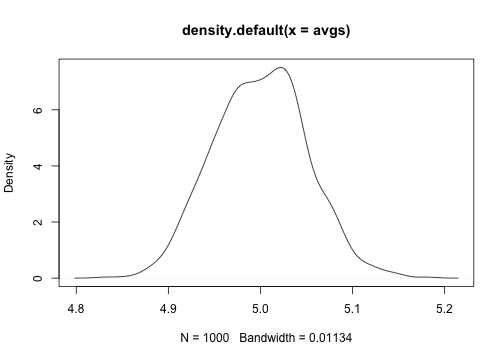 density.default(x = avgs)
Density
0 2 4 6
4.8 4.9 5.0 5.1 5.2
N = 1000 Bandwidth = 0.01134